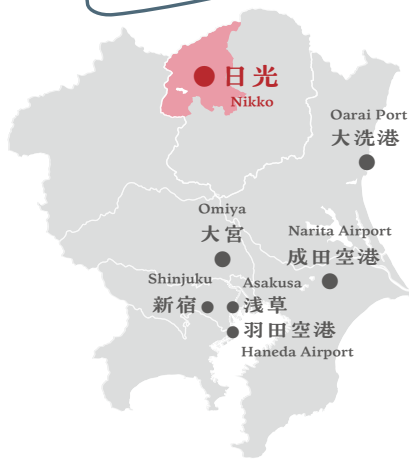 日光
Nikko
Oarai Port
大洗港
Omiya
大宮
Narita Airport
成田空港
Shinjuku
新宿
Asakusa
浅草
羽田空港
Haneda Airport